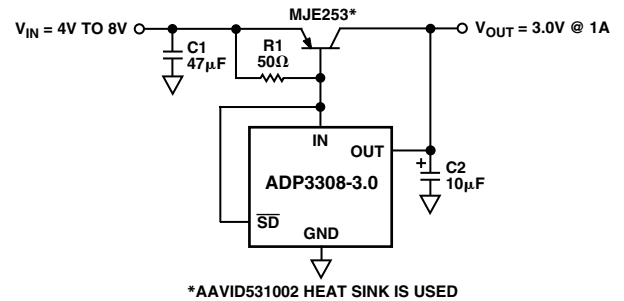 MJE253*
V_IN = 4V TO 8V
V_OUT = 3.0V @ 1A
C1
47µF
R1
50Ω
IN
OUT
ADP3308-3.0
+
C2
10µF
SD
GND
*AAVID531002 HEAT SINK IS USED